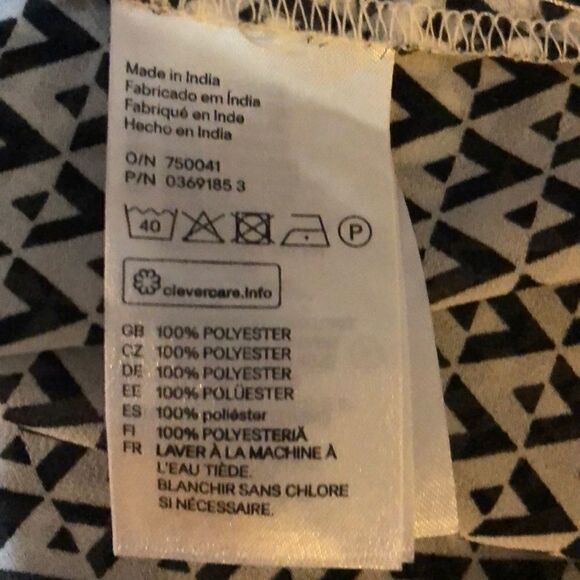 Made in India
Fabricado em Índia
Fabriqué en Inde
Hecho en India
O/N 750041
P/N 0369185 3
40 P
clevercare.info
GB 100% POLYESTER
CZ 100% POLYESTER
DE 100% POLYESTER
EE 100% POLÜESTER
ES 100% poliéster
FI 100% POLYESTERIÄ
FR LAVER À LA MACHINE À
L'EAU TIÈDE.
BLANCHIR SANS CHLORE
SI NÉCESSAIRE.